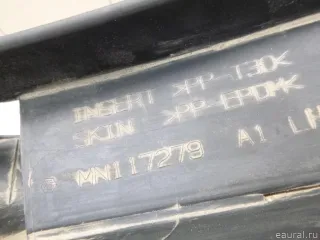 INSERT >PP-T30<
SKIN >PP-EPDM<
MN117279 A1 LH
eaural.ru